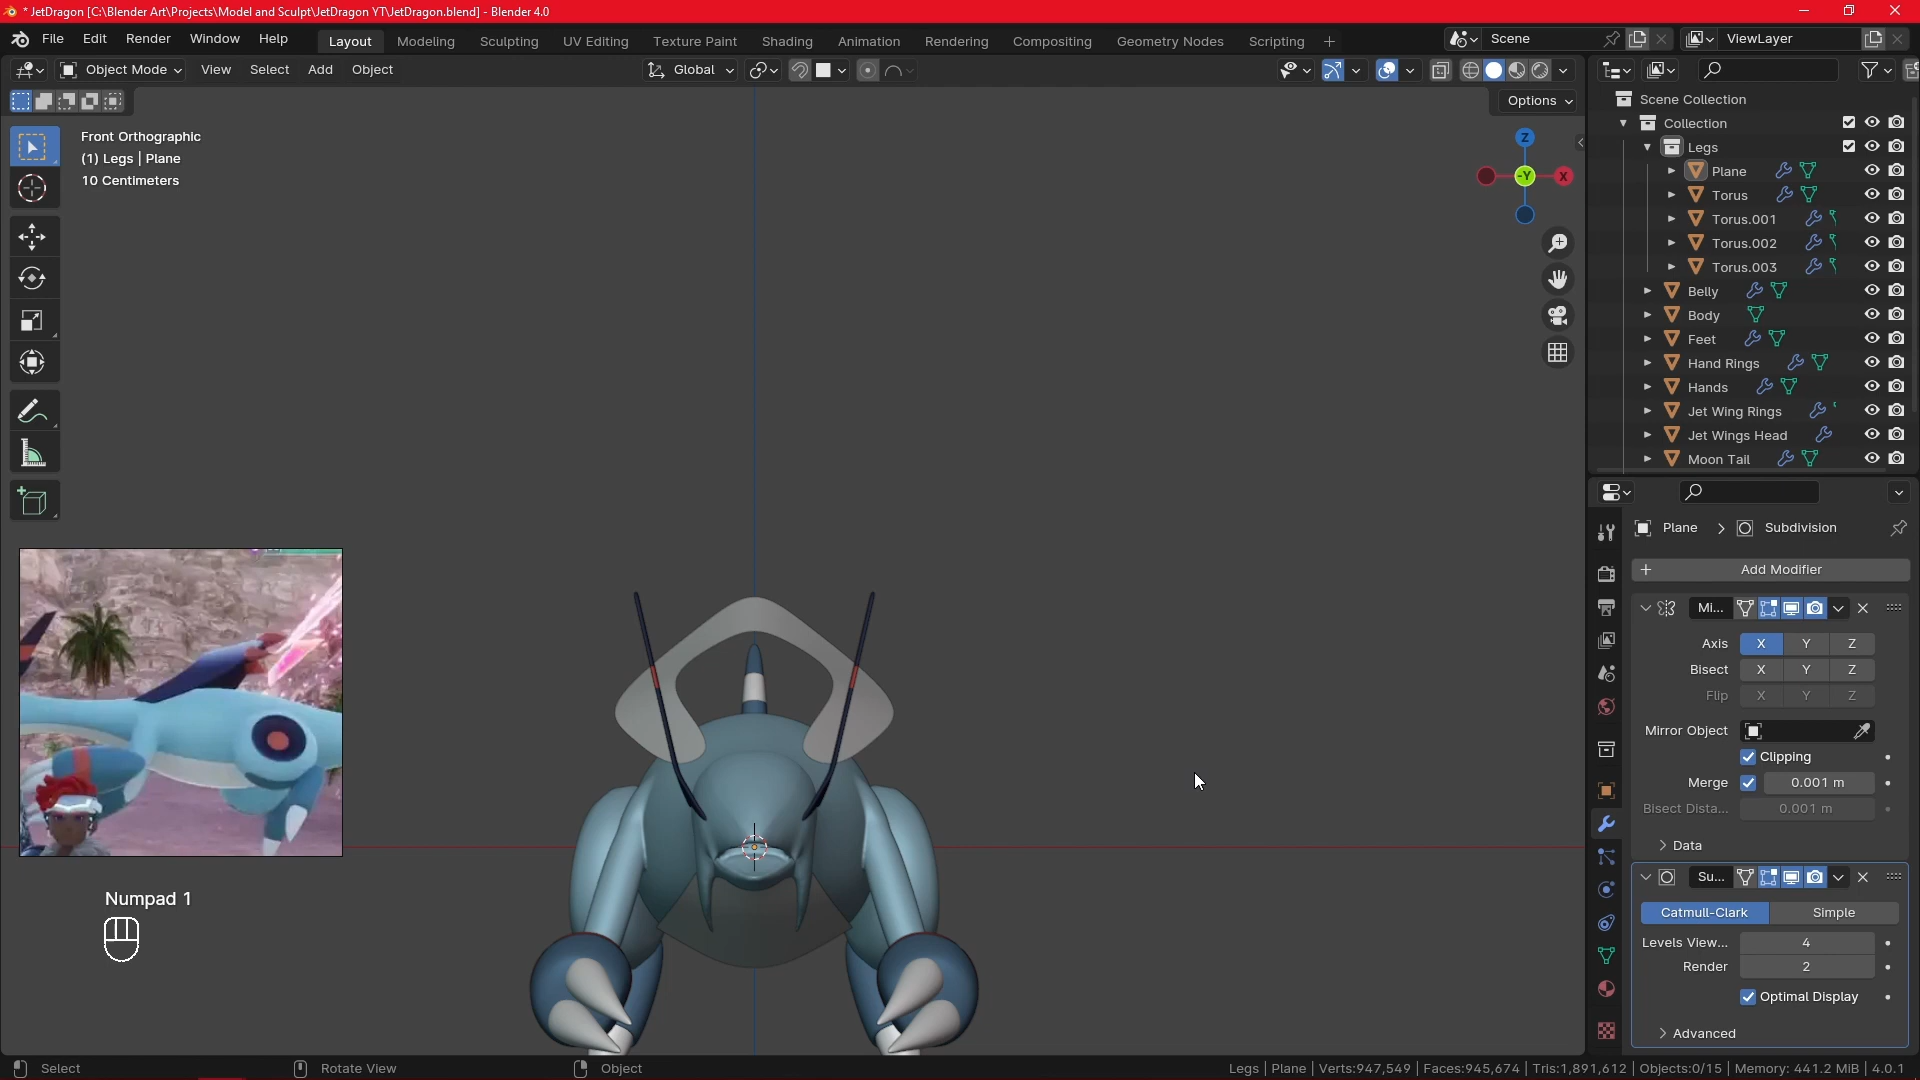 * JetDragon [C:\Blender Art\Projects\Model and Sculpt\JetDragon YT\JetDragon.blend] - Blender 4.0
File Edit Render Window Help
Layout Modeling Sculpting UV Editing Texture Paint Shading Animation Rendering Compositing Geometry Nodes Scripting +
Scene
ViewLayer
Object Mode View Select Add Object
Global
Options
Front Orthographic
(1) Legs | Plane
10 Centimeters
Z
-Y
X
Numpad 1
Scene Collection
Collection
Legs
Plane
Torus
Torus.001
Torus.002
Torus.003
Belly
Body
Feet
Hand Rings
Hands
Jet Wing Rings
Jet Wings Head
Moon Tail
Plane > Subdivision
+ Add Modifier
Mi...
Axis X Y Z
Bisect X Y Z
Flip X Y Z
Mirror Object
Clipping
Merge 0.001 m
Bisect Dista... 0.001 m
> Data
Su...
Catmull-Clark Simple
Levels View... 4
Render 2
Optimal Display
> Advanced
Select Rotate View Object
Legs | Plane | Verts:947,549 | Faces:945,674 | Tris:1,891,612 | Objects:0/15 | Memory: 441.2 MiB | 4.0.1